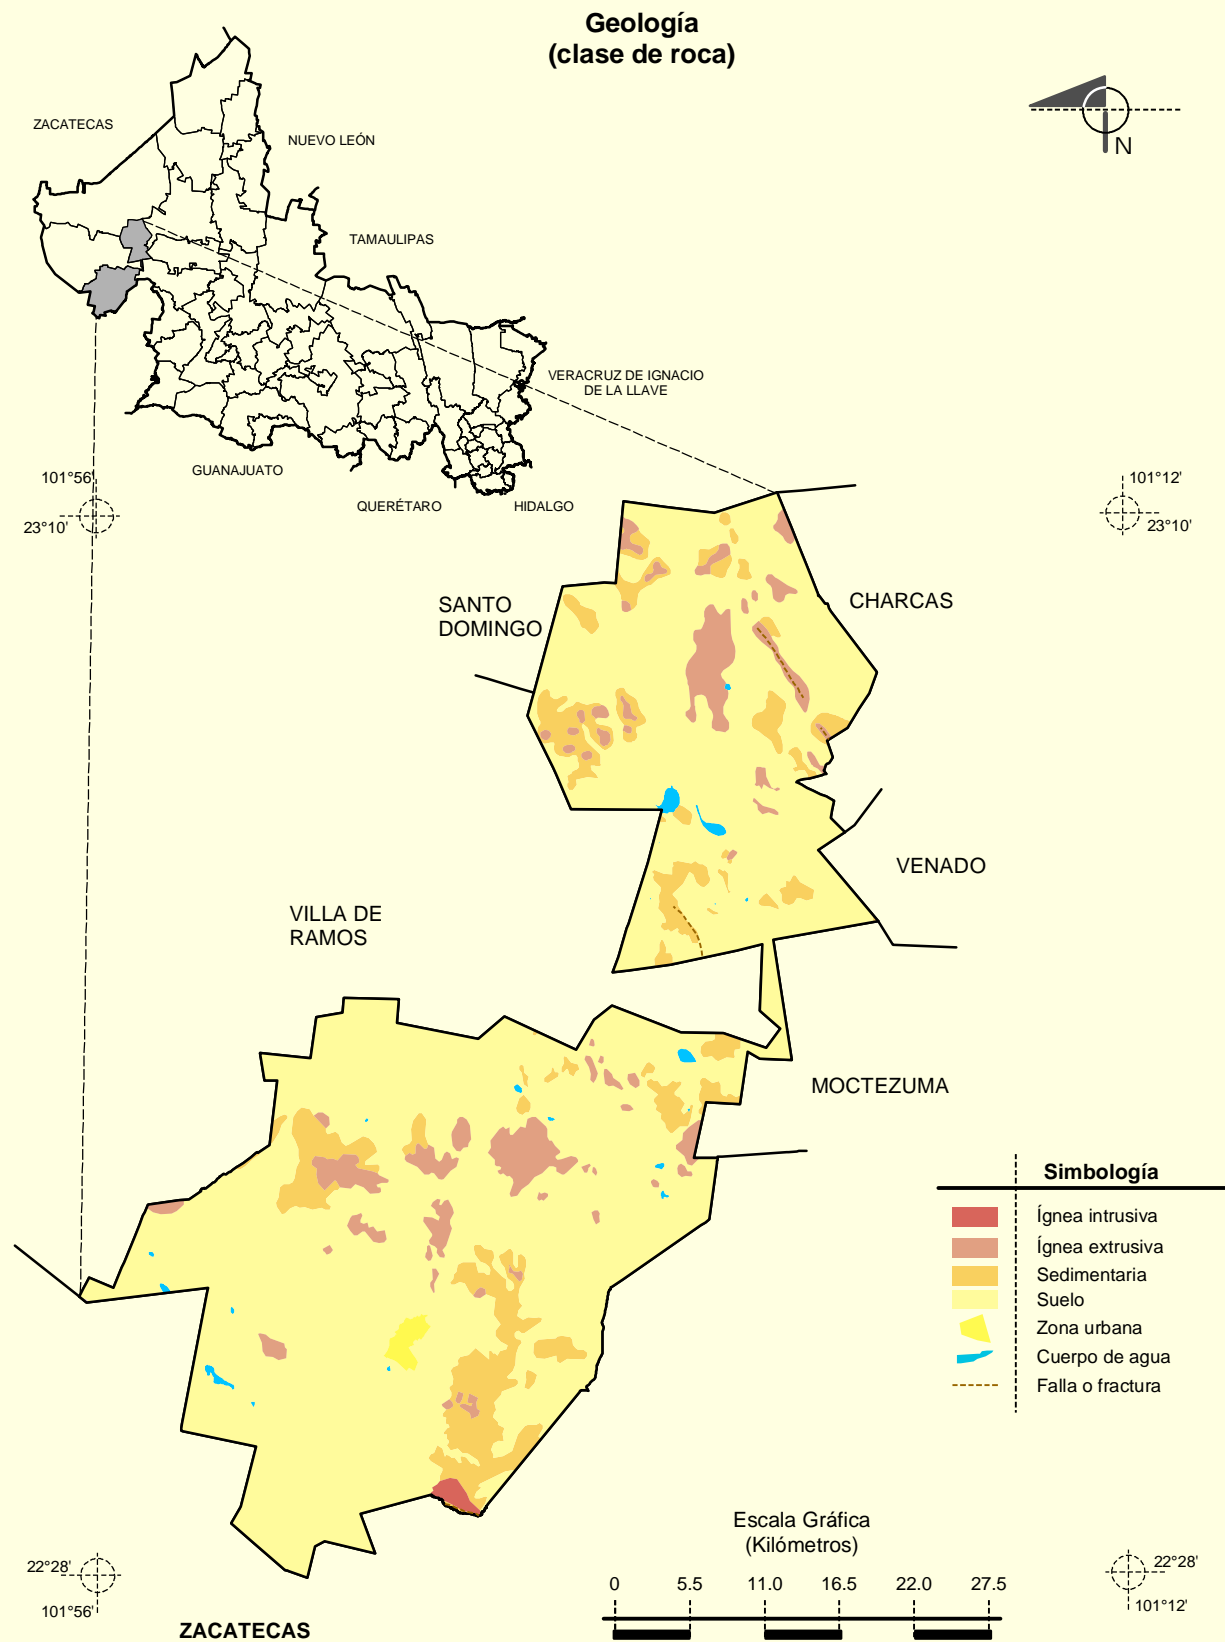 Geología
(clase de roca)
ZACATECAS
NUEVO LEÓN
N
TAMAULIPAS
VERACRUZ DE IGNACIO
DE LA LLAVE
GUANAJUATO
QUERÉTARO
HIDALGO
101°56'
23°10'
101°12'
23°10'
SANTO
DOMINGO
CHARCAS
VENADO
VILLA DE
RAMOS
MOCTEZUMA
Simbología
Ígnea intrusiva
Ígnea extrusiva
Sedimentaria
Suelo
Zona urbana
Cuerpo de agua
Falla o fractura
Escala Gráfica
(Kilómetros)
0 5.5 11.0 16.5 22.0 27.5
22°28'
101°56'
22°28'
101°12'
ZACATECAS